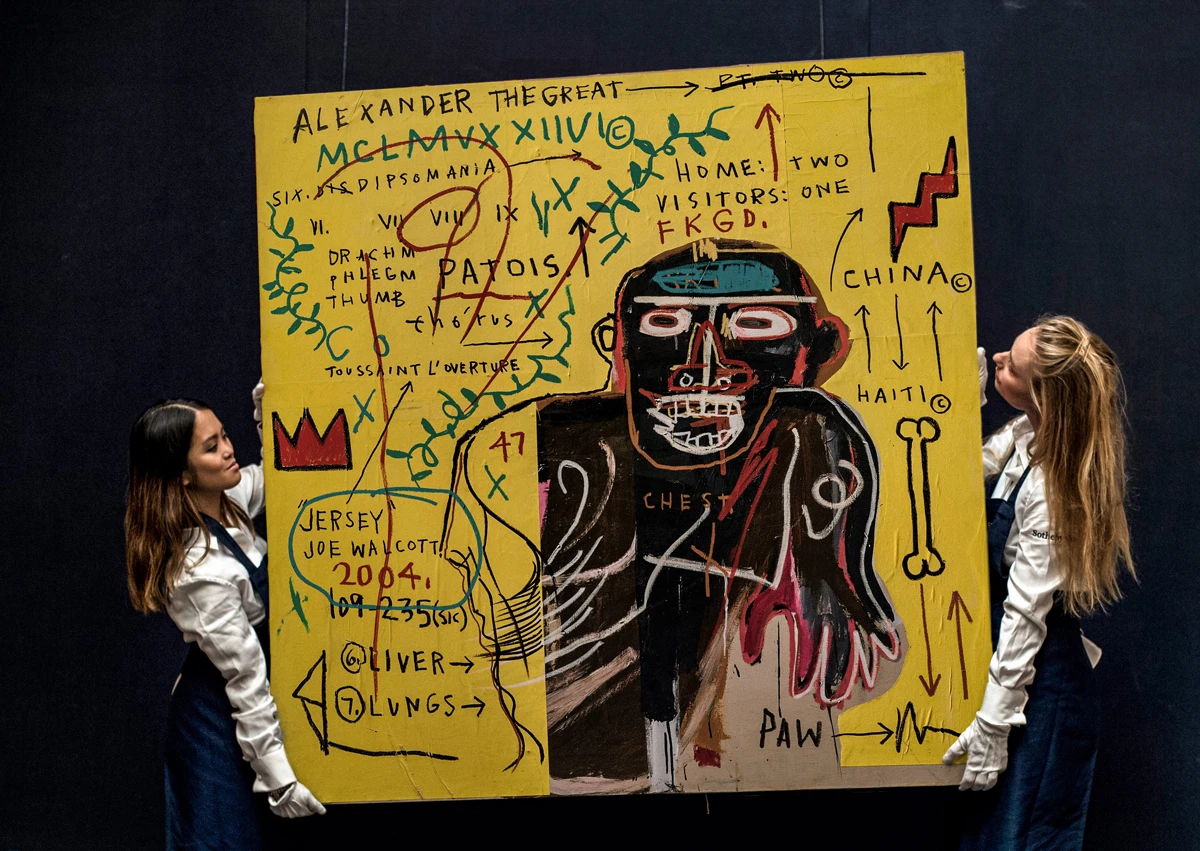 ALEXANDER THE GREAT PT. TWO©
MCLMVX XIIVI©
SIX. DIS DIPSOMANIA
VI. VII VIII IX
DRACHM
PHLEGM
THUMB
PATOIS.
thórus
TOUSSAINT L'OVERTURE
HOME: TWO
VISITORS: ONE
FKGD.
CHINA©
HAITI©
47
"JERSEY
JOE WALCOTT.
2004.
109-235(SIC)
6. LIVER
7. LUNGS
CHEST
PAW